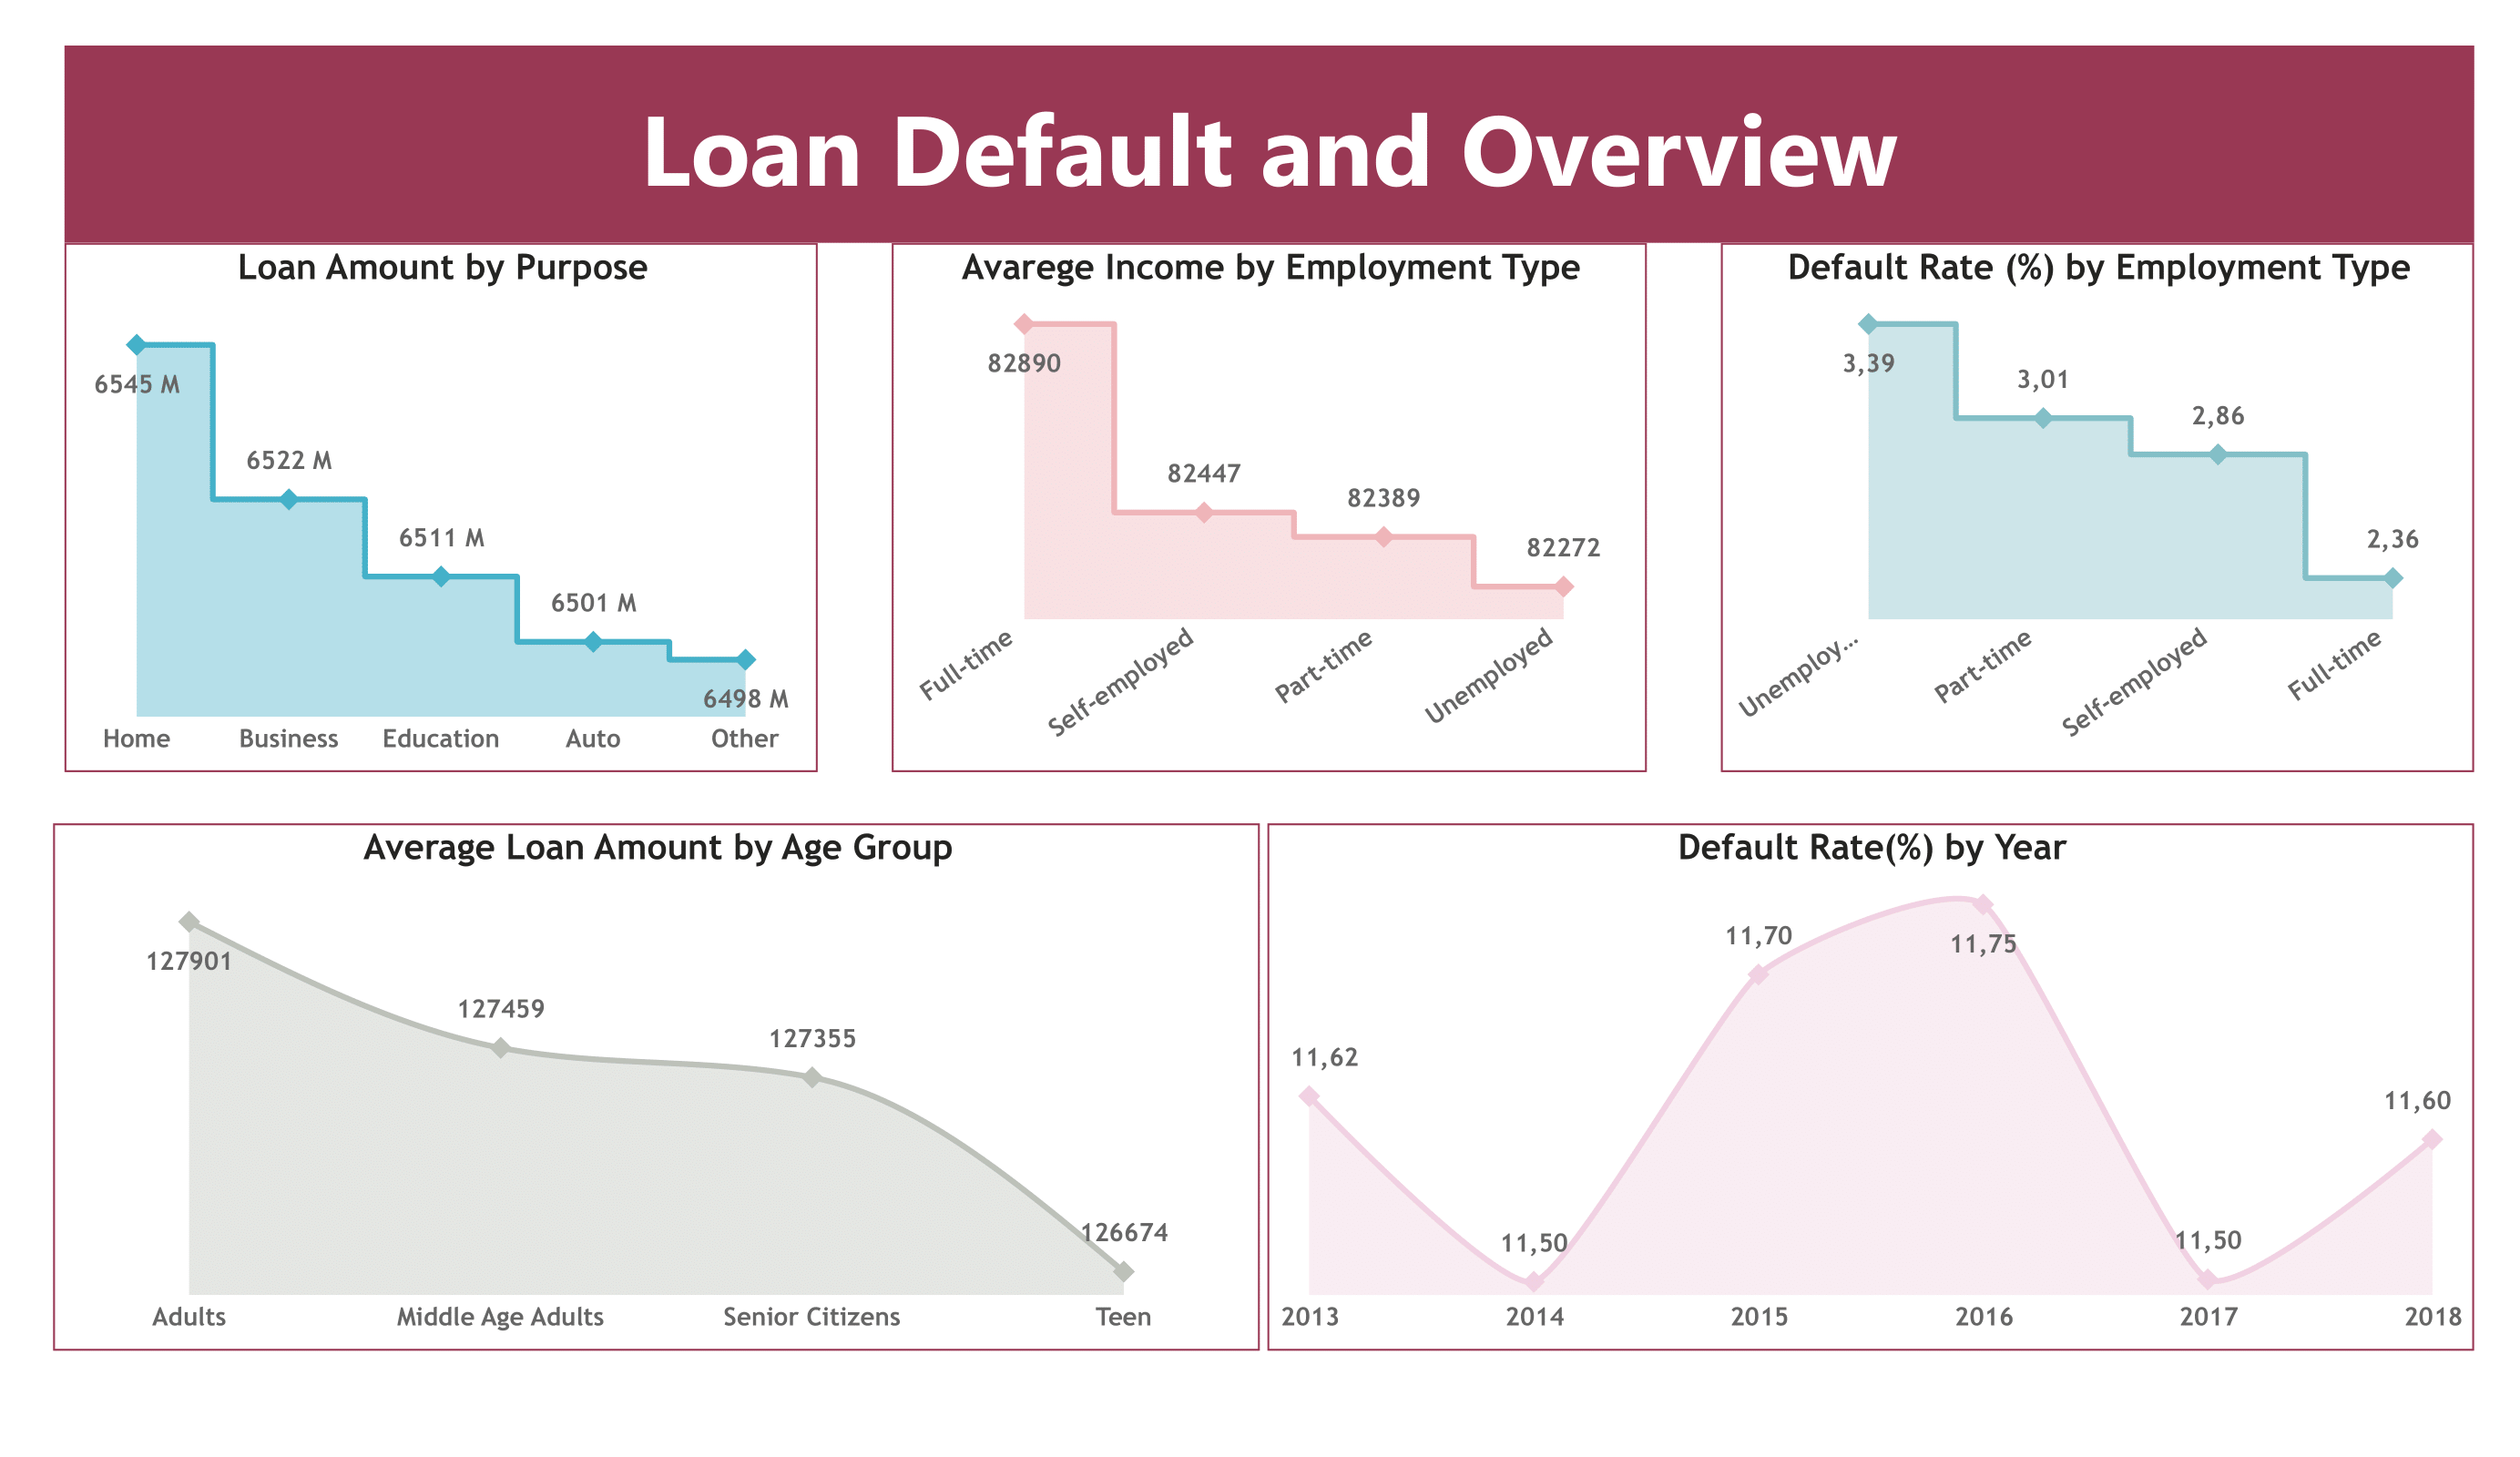 Loan Default and Overview
Loan Amount by Purpose
6545 M
6522 M
6511 M
6501 M
6498 M
Home Business Education Auto Other
Avarege Income by Employment Type
82890
82447
82389
82272
Full-time Self-employed Part-time Unemployed
Default Rate (%) by Employment Type
3,39
3,01
2,86
2,36
Unemploy... Part-time Self-employed Full-time
Average Loan Amount by Age Group
127901
127459
127355
126674
Adults Middle Age Adults Senior Citizens Teen
Default Rate(%) by Year
11,62
11,50
11,70
11,75
11,50
11,60
2013 2014 2015 2016 2017 2018